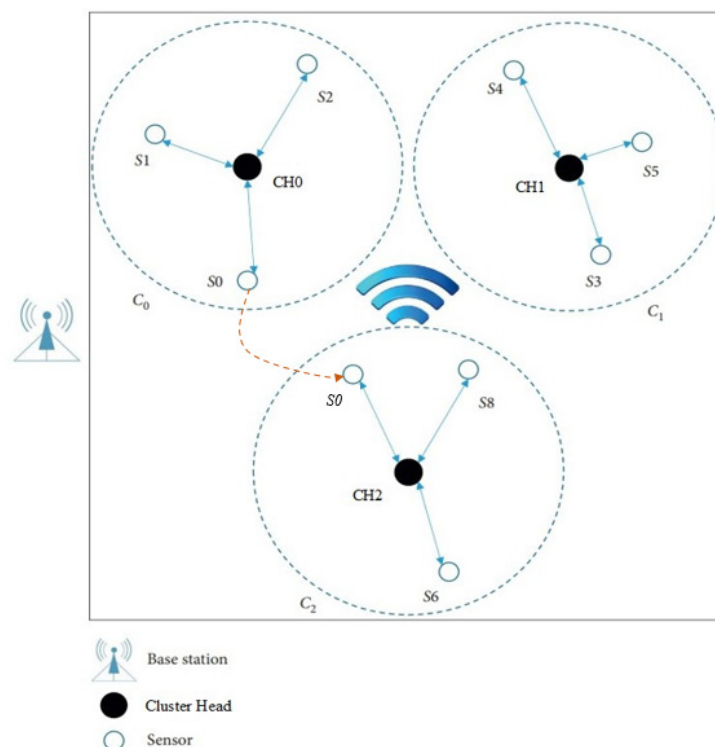 S2
S4
S1
CH0
CH1
S5
S0
S3
C0
C1
S0
S8
CH2
S6
C2
Base station
Cluster Head
Sensor